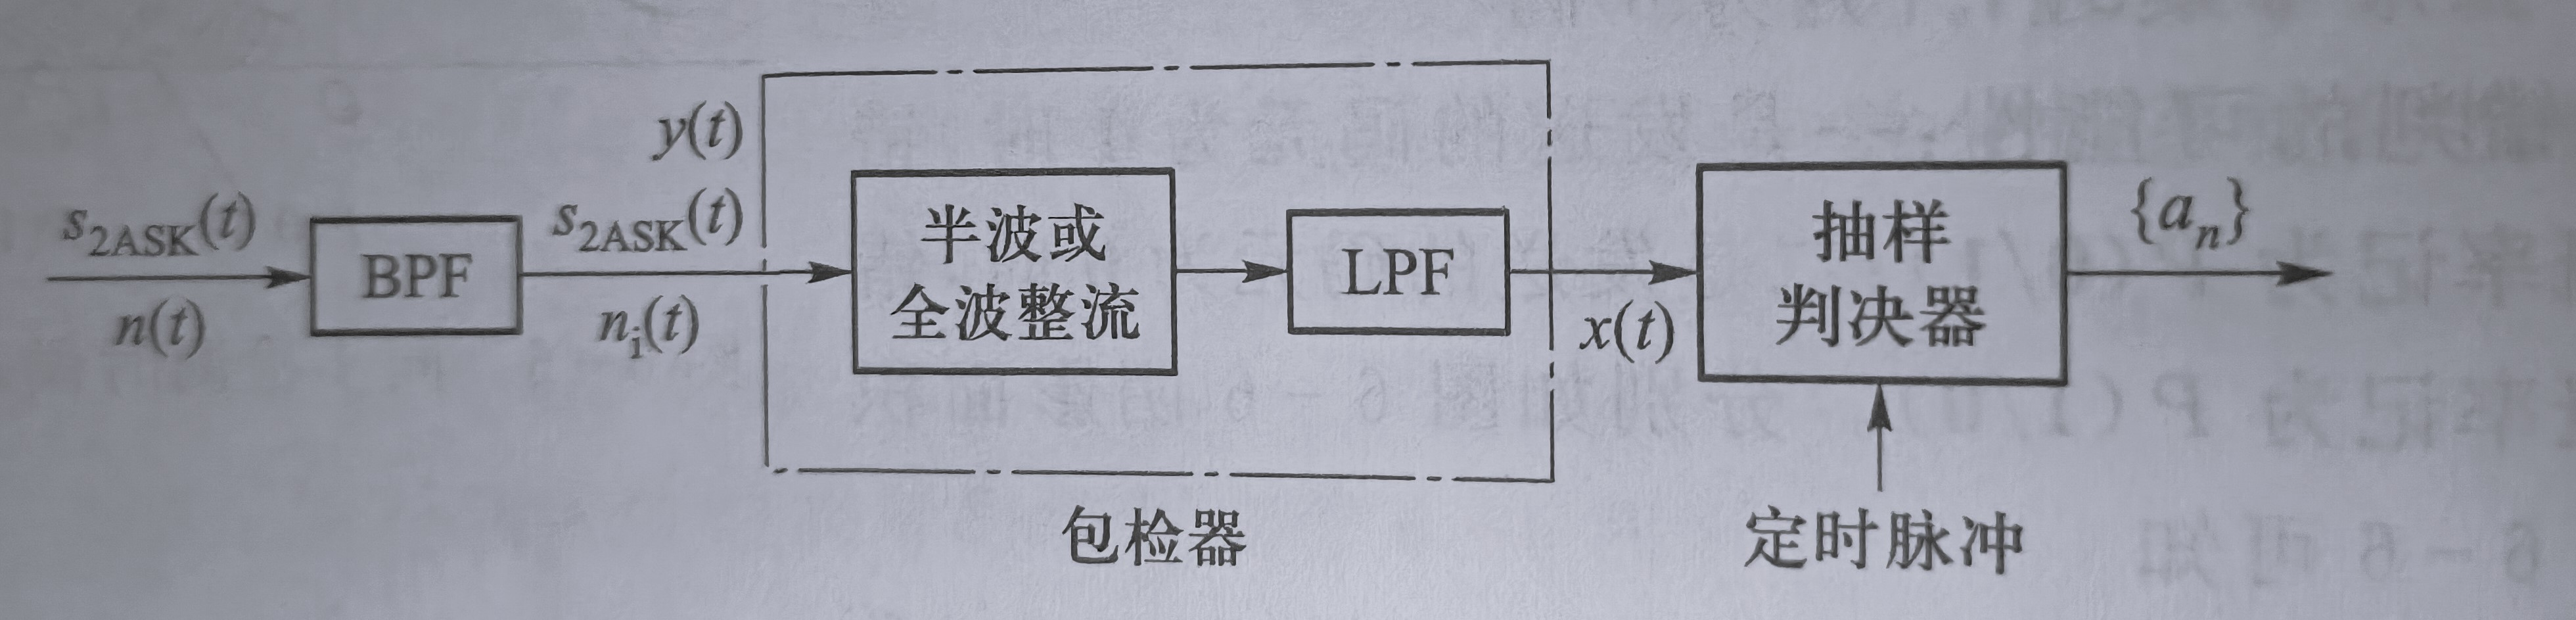 y(t)
s2ASK(t)
n(t)
BPF
s2ASK(t)
ni(t)
半波或
全波整流
LPF
x(t)
抽样
判决器
{an}
包检器
定时脉冲